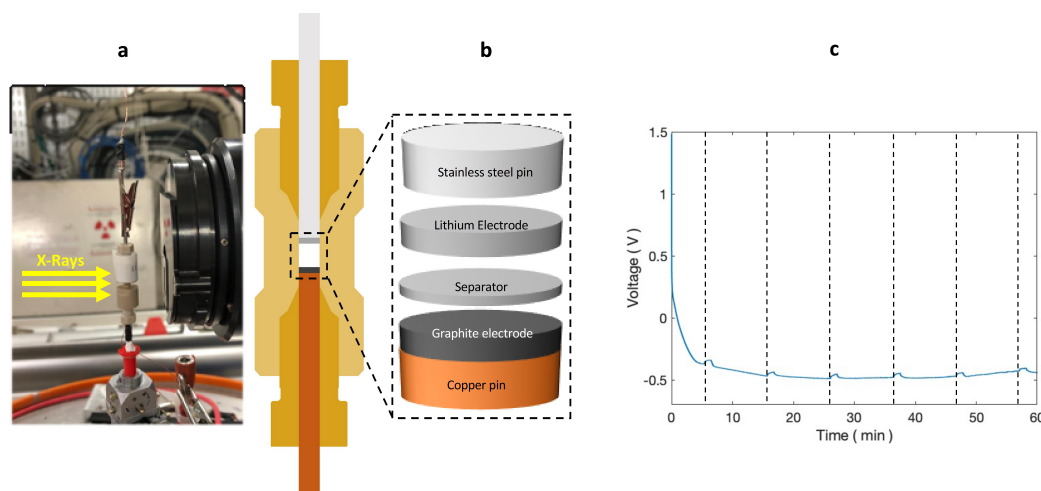 a
b
c
X-Rays
Stainless steel pin
Lithium Electrode
Separator
Graphite electrode
Copper pin
Voltage ( V )
1.5
1
0.5
0
-0.5
0
10
20
30
40
50
60
Time ( min )